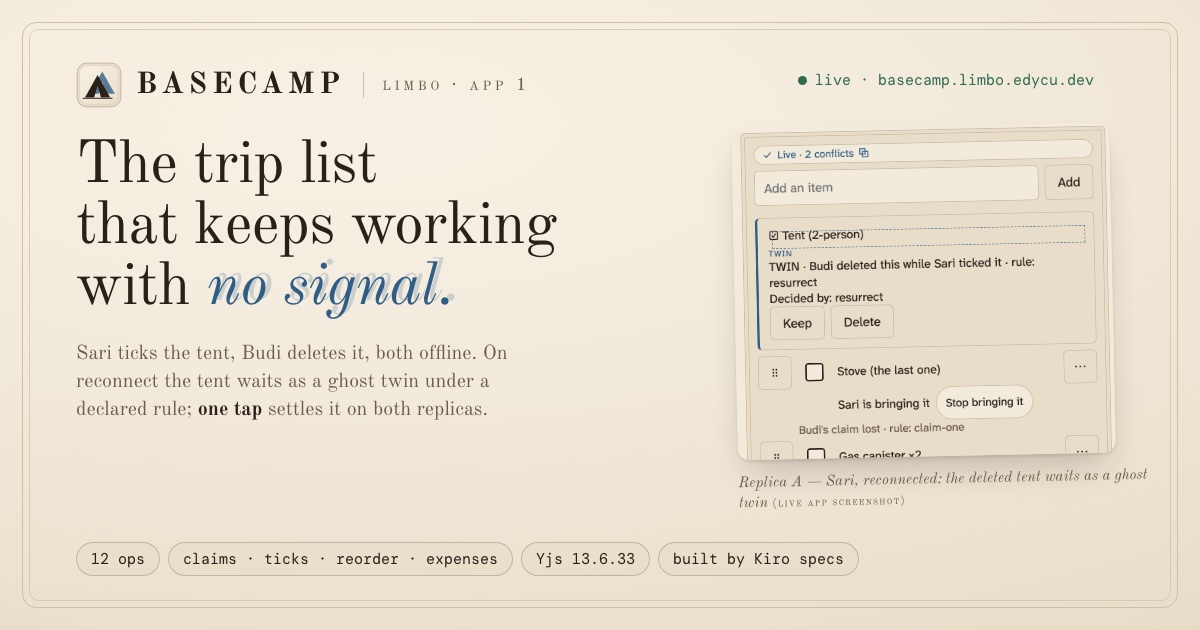 BASECAMP
LIMBO · APP 1
live · basecamp.limbo.edycu.dev
The trip list
that keeps working
with no signal.
Sari ticks the tent, Budi deletes it, both offline. On
reconnect the tent waits as a ghost twin under a
declared rule; one tap settles it on both replicas.
Live · 2 conflicts
Add an item
Add
Tent (2-person)
TWIN
TWIN · Budi deleted this while Sari ticked it · rule:
resurrect
Decided by: resurrect
Keep
Delete
Stove (the last one)
Sari is bringing it
Stop bringing it
Budi's claim lost · rule: claim-one
Gas canister ×2
Replica A — Sari, reconnected: the deleted tent waits as a ghost
twin (LIVE APP SCREENSHOT)
12 ops
claims · ticks · reorder · expenses
Yjs 13.6.33
built by Kiro specs